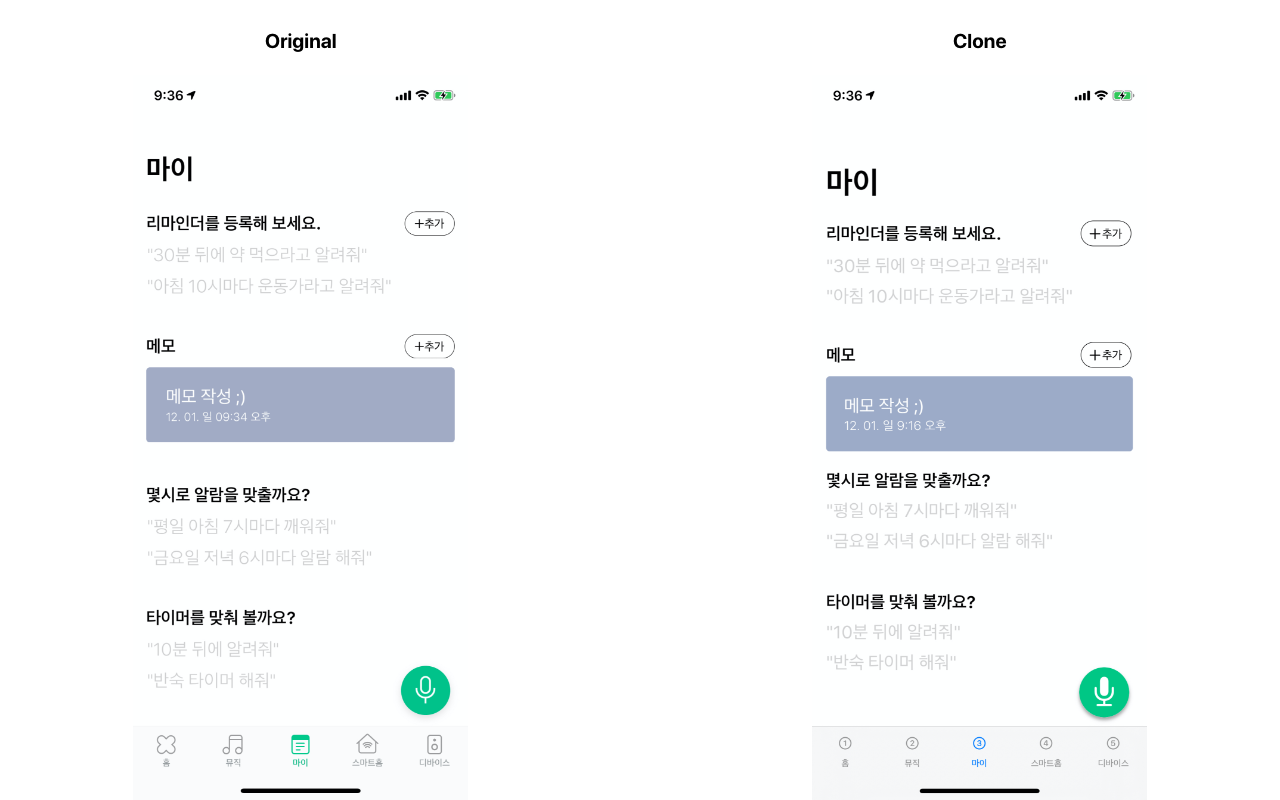 Original
9:36
마이
리마인더를 등록해 보세요.
+추가
"30분 뒤에 약 먹으라고 알려줘"
"아침 10시마다 운동가라고 알려줘"
메모
+추가
메모 작성 ;)
12. 01. 일 09:34 오후
몇시로 알람을 맞출까요?
"평일 아침 7시마다 깨워줘"
"금요일 저녁 6시마다 알람 해줘"
타이머를 맞춰 볼까요?
"10분 뒤에 알려줘"
"반숙 타이머 해줘"
홈
뮤직
마이
스마트홈
디바이스
Clone
9:36
마이
리마인더를 등록해 보세요.
+추가
"30분 뒤에 약 먹으라고 알려줘"
"아침 10시마다 운동가라고 알려줘"
메모
+추가
메모 작성 ;)
12. 01. 일 9:16 오후
몇시로 알람을 맞출까요?
"평일 아침 7시마다 깨워줘"
"금요일 저녁 6시마다 알람 해줘"
타이머를 맞춰 볼까요?
"10분 뒤에 알려줘"
"반숙 타이머 해줘"
1
2
3
4
5
홈
뮤직
마이
스마트홈
디바이스